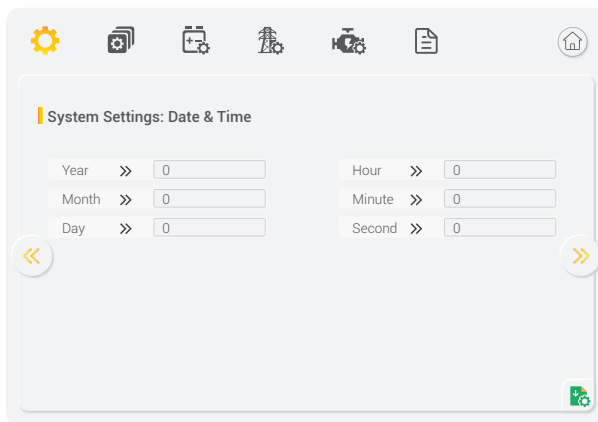 System Settings: Date & Time
Year 0 Hour 0
Month 0 Minute 0
Day 0 Second 0